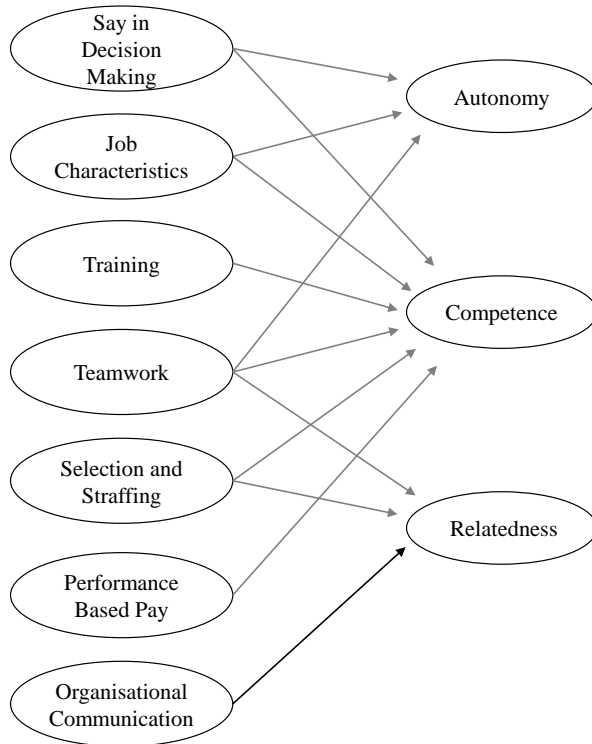 Say in
Decision
Making
Autonomy
Job
Characteristics
Training
Competence
Teamwork
Selection and
Straffing
Relatedness
Performance
Based Pay
Organisational
Communication